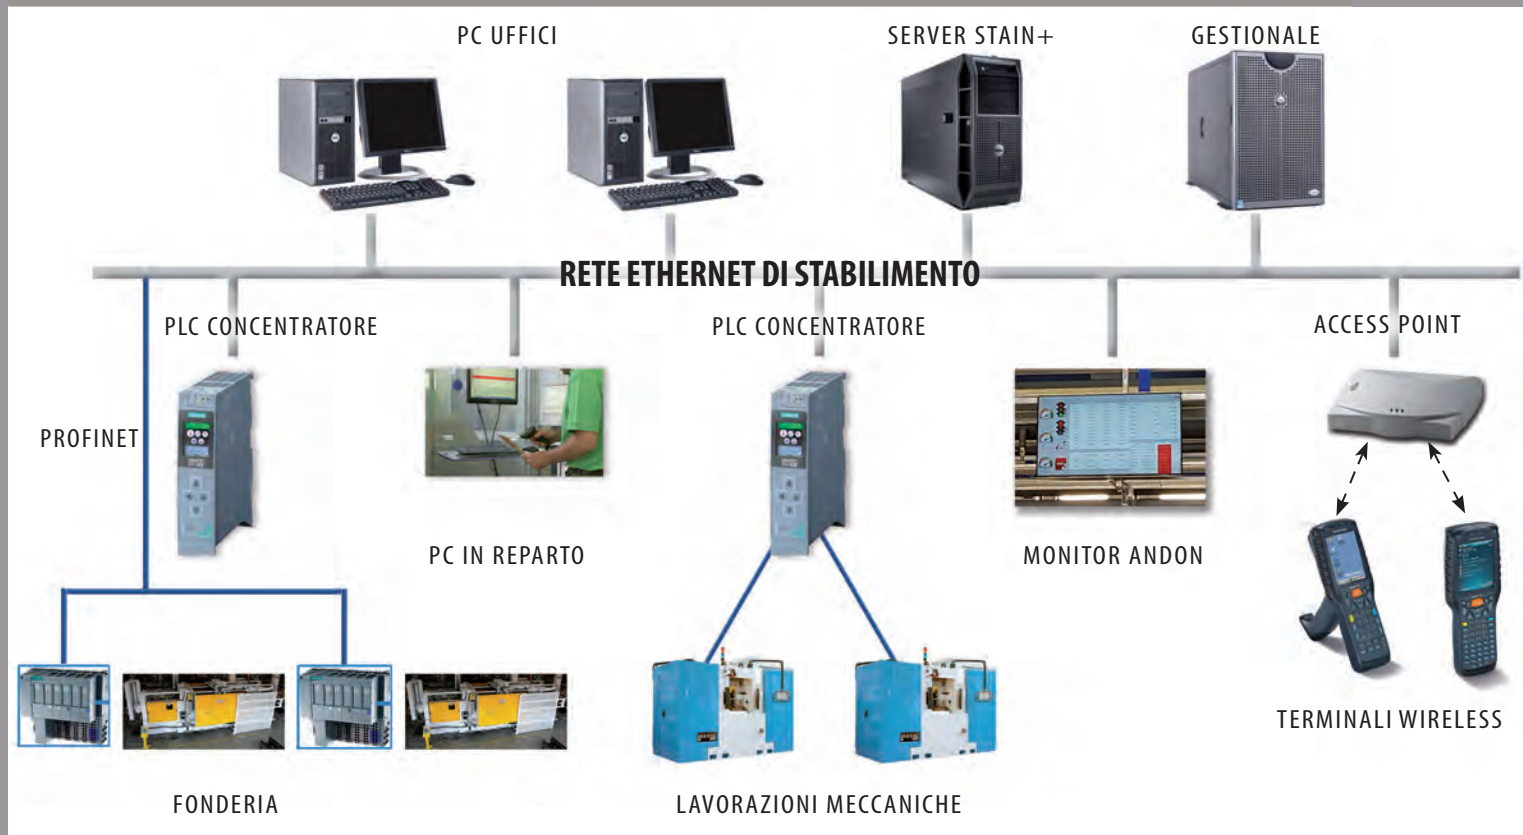 PC UFFICI
SERVER STAIN+
GESTIONALE
RETE ETHERNET DI STABILIMENTO
PLC CONCENTRATORE
PLC CONCENTRATORE
ACCESS POINT
PROFINET
PC IN REPARTO
MONITOR ANDON
TERMINALI WIRELESS
FONDERIA
LAVORAZIONI MECCANICHE